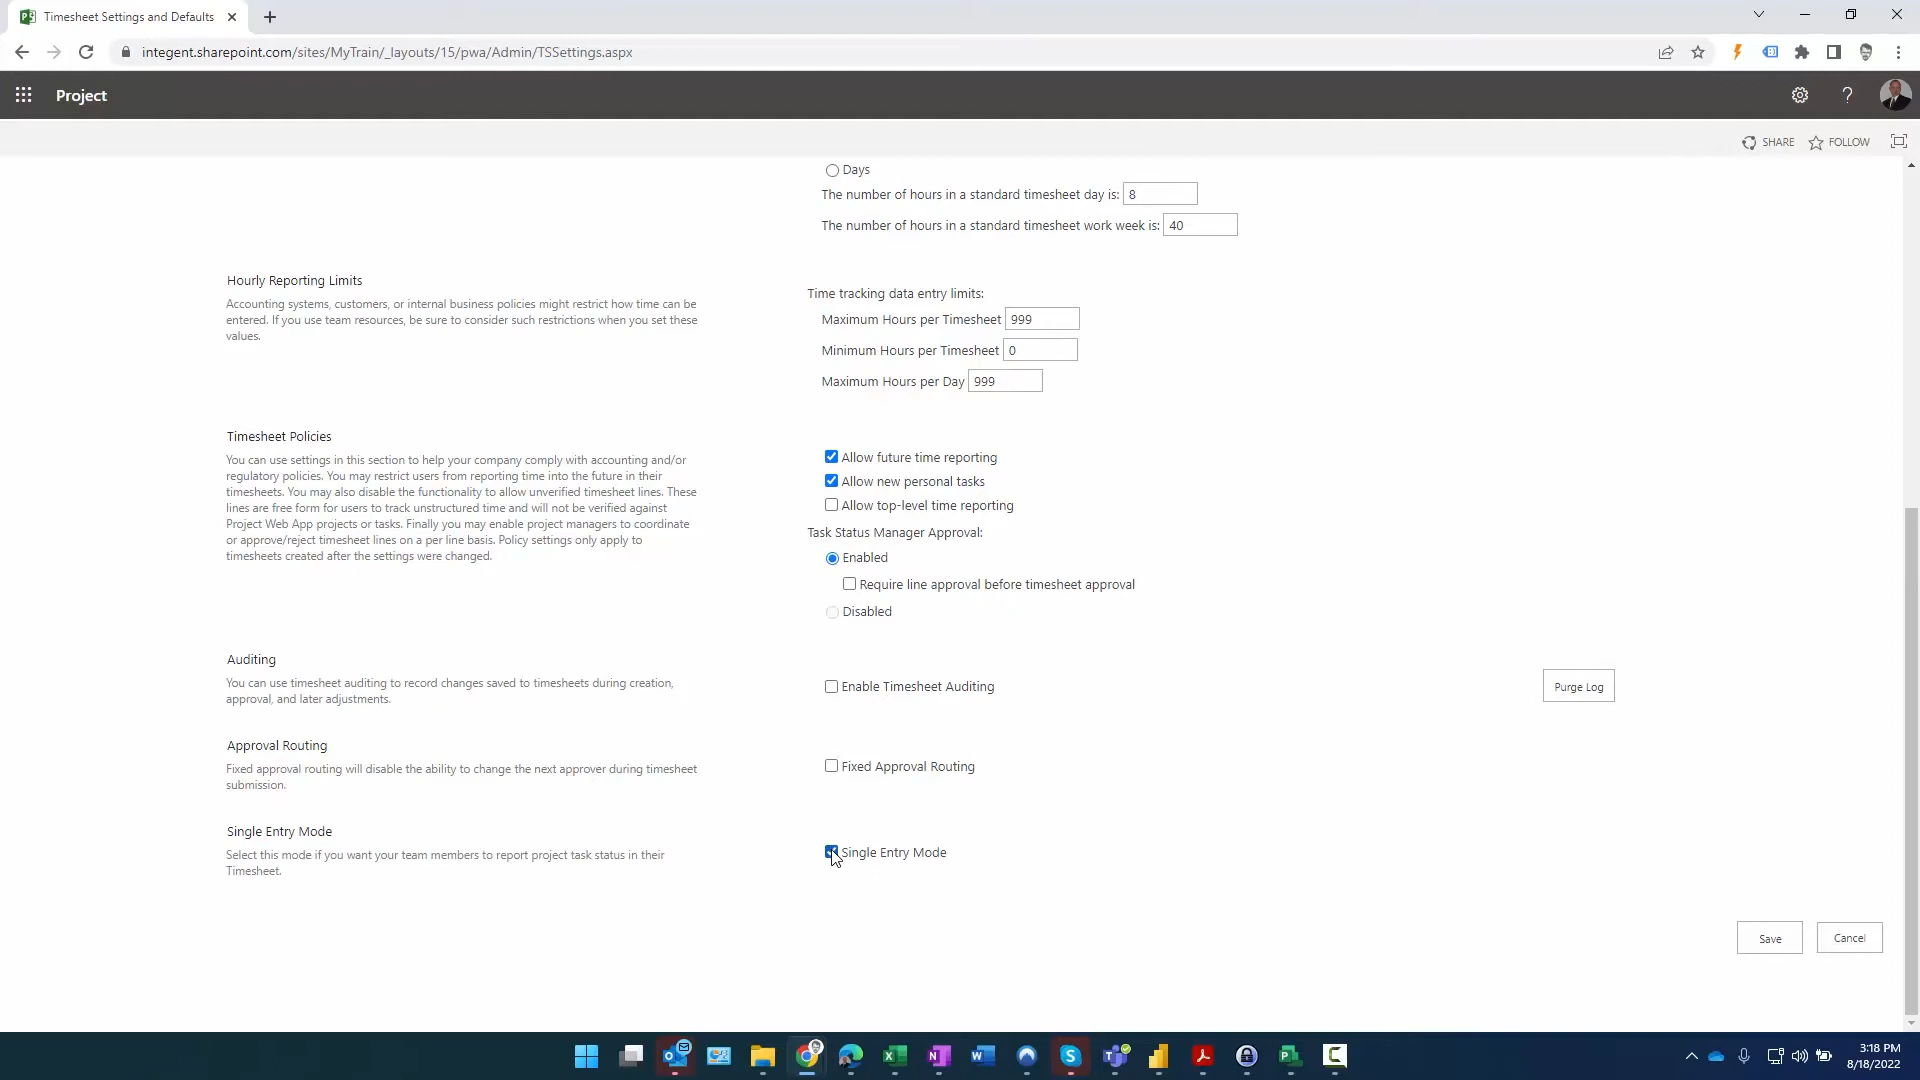 Timesheet Settings and Defaults
integent.sharepoint.com/sites/MyTrain/_layouts/15/pwa/Admin/TSSettings.aspx
Project
SHARE
FOLLOW
Days
The number of hours in a standard timesheet day is: 8
The number of hours in a standard timesheet work week is: 40
Hourly Reporting Limits
Accounting systems, customers, or internal business policies might restrict how time can be
entered. If you use team resources, be sure to consider such restrictions when you set these
values.
Time tracking data entry limits:
Maximum Hours per Timesheet 999
Minimum Hours per Timesheet 0
Maximum Hours per Day 999
Timesheet Policies
You can use settings in this section to help your company comply with accounting and/or
regulatory policies. You may restrict users from reporting time into the future in their
timesheets. You may also disable the functionality to allow unverified timesheet lines. These
lines are free form for users to track unstructured time and will not be verified against
Project Web App projects or tasks. Finally you may enable project managers to coordinate
or approve/reject timesheet lines on a per line basis. Policy settings only apply to
timesheets created after the settings were changed.
Allow future time reporting
Allow new personal tasks
Allow top-level time reporting
Task Status Manager Approval:
Enabled
Require line approval before timesheet approval
Disabled
Auditing
You can use timesheet auditing to record changes saved to timesheets during creation,
approval, and later adjustments.
Enable Timesheet Auditing
Purge Log
Approval Routing
Fixed approval routing will disable the ability to change the next approver during timesheet
submission.
Fixed Approval Routing
Single Entry Mode
Select this mode if you want your team members to report project task status in their
Timesheet.
Single Entry Mode
Save
Cancel
3:18 PM
8/18/2022